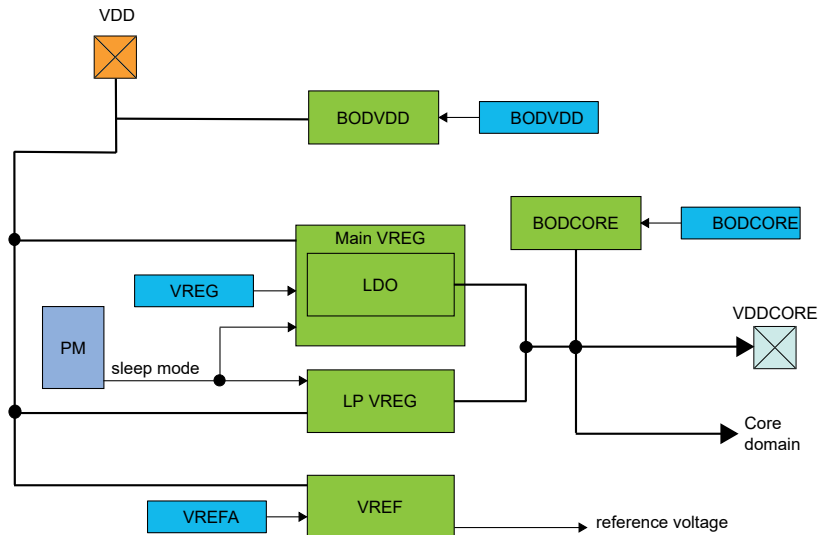 VDD
BODVDD
BODVDD
BODCORE
BODCORE
Main VREG
LDO
VREG
VDDCORE
PM
sleep mode
LP VREG
Core
domain
VREF
VREFA
reference voltage